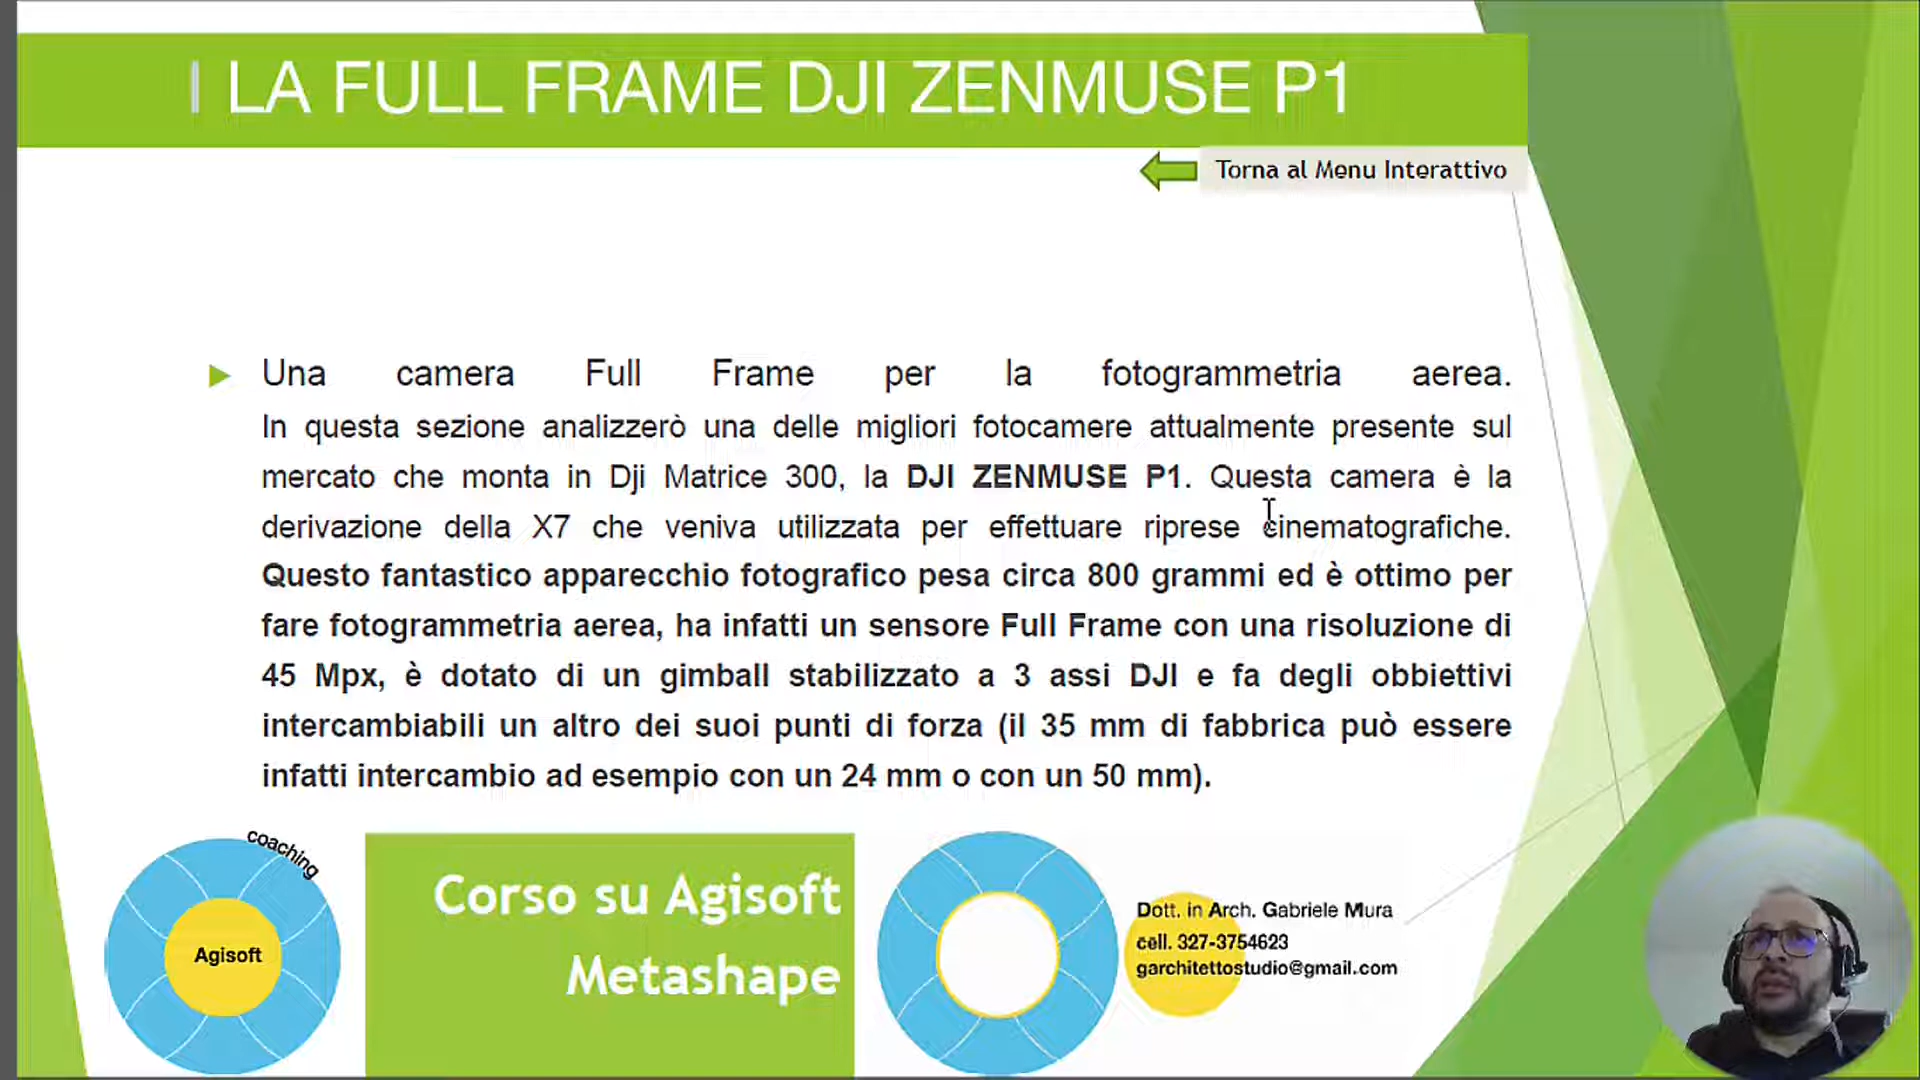 LA FULL FRAME DJI ZENMUSE P1
Torna al Menu Interattivo
Una camera Full Frame per la fotogrammetria aerea.
In questa sezione analizzerò una delle migliori fotocamere attualmente presente sul
mercato che monta in Dji Matrice 300, la DJI ZENMUSE P1. Questa camera è la
derivazione della X7 che veniva utilizzata per effettuare riprese cinematografiche.
Questo fantastico apparecchio fotografico pesa circa 800 grammi ed è ottimo per
fare fotogrammetria aerea, ha infatti un sensore Full Frame con una risoluzione di
45 Mpx, è dotato di un gimball stabilizzato a 3 assi DJI e fa degli obbiettivi
intercambiabili un altro dei suoi punti di forza (il 35 mm di fabbrica può essere
infatti intercambio ad esempio con un 24 mm o con un 50 mm).
coaching
Agisoft
Corso su Agisoft
Metashape
Dott. in Arch. Gabriele Mura
cell. 327-3754623
garchitettostudio@gmail.com